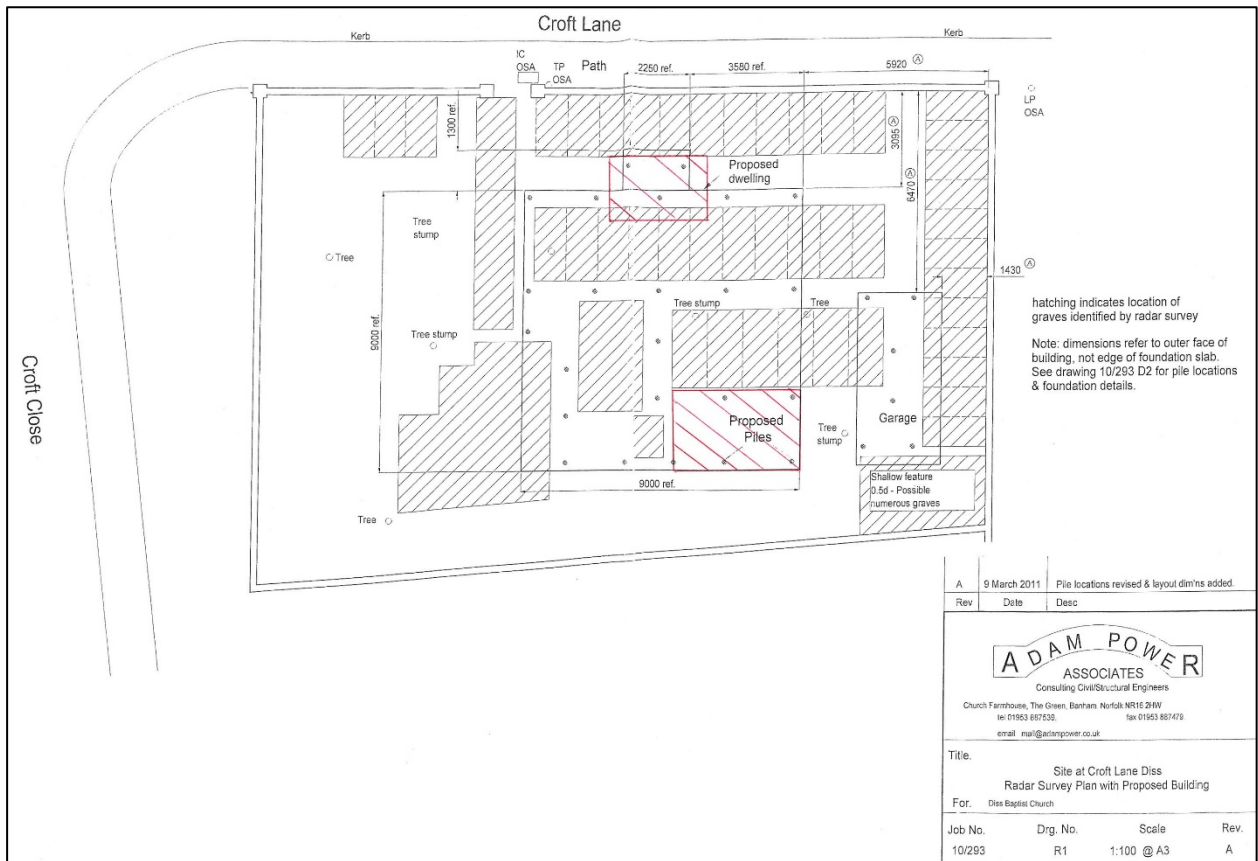 Croft Lane
Kerb
Kerb
IC
OSA
TP
OSA
Path
2250 ref.
3580 ref.
5920 A
LP
OSA
1300 ref.
3095 A
6470 A
Proposed
dwelling
Tree
stump
Tree
1430 A
Tree stump
Tree
Tree stump
9000 ref.
hatching indicates location of
graves identified by radar survey
Note: dimensions refer to outer face of
building, not edge of foundation slab.
See drawing 10/293 D2 for pile locations
& foundation details.
Croft Close
Proposed
Piles
Tree
stump
Garage
Shallow feature
0.5d - Possible
numerous graves
9000 ref.
Tree
A 9 March 2011 Pile locations revised & layout dim'ns added.
Rev Date Desc
ADAM POWER
ASSOCIATES
Consulting Civil/Structural Engineers
Church Farmhouse, The Green, Banham, Norfolk NR16 2HW
tel 01953 887539. fax 01953 887479.
email mail@adampower.co.uk
Title.
Site at Croft Lane Diss
Radar Survey Plan with Proposed Building
For. Diss Baptist Church
Job No. Drg. No. Scale Rev.
10/293 R1 1:100 @ A3 A